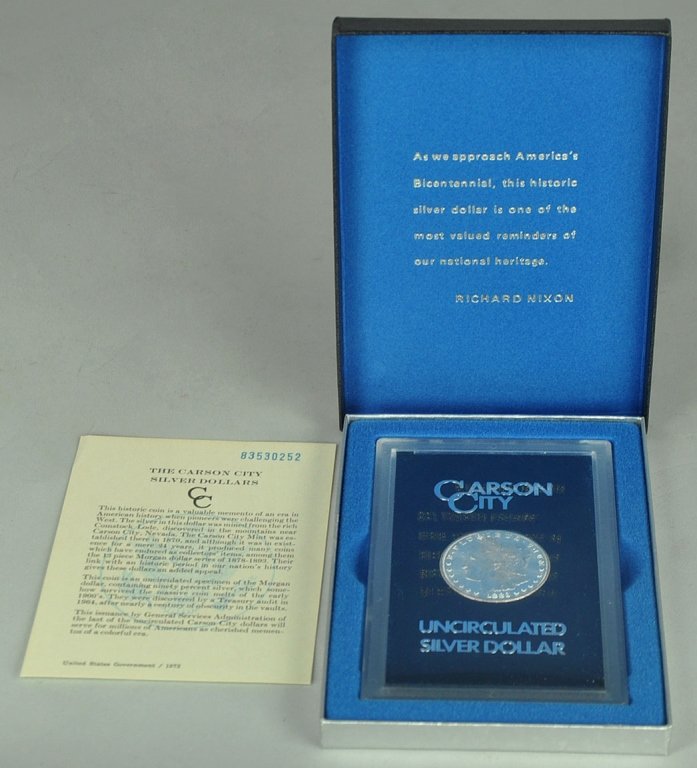 As we approach America's
Bicentennial, this historic
silver dollar is one of the
most valued reminders of
our national heritage.
RICHARD NIXON
83530252
THE CARSON CITY
SILVER DOLLARS
CC
This historic coin is a valuable memento of an era in
American history when pioneers were challenging the
West. The silver in this dollar was mined from the rich
Comstock Lode, discovered in the mountains near
Carson City, Nevada. The Carson City Mint was es-
tablished there in 1870, and although it was in exist-
ence for a mere 24 years, it produced many coins
which have endured as collectors' items, among them
the 13 piece Morgan dollar series of 1878-1893. Their
link with an historic period in our nation's history
gives these dollars an added appeal.
This coin is an uncirculated specimen of the Morgan
dollar, containing ninety percent silver, which some-
how survived the massive coin melts of the early
1900's. They were discovered by a Treasury audit in
1964, after nearly a century of obscurity in the vaults.
This issuance by General Services Administration of
the last of the uncirculated Carson City dollars will
serve for millions of Americans as cherished memen-
tos of a colorful era.
United States Government / 1972
CARSON
CITY
UNCIRCULATED
SILVER DOLLAR